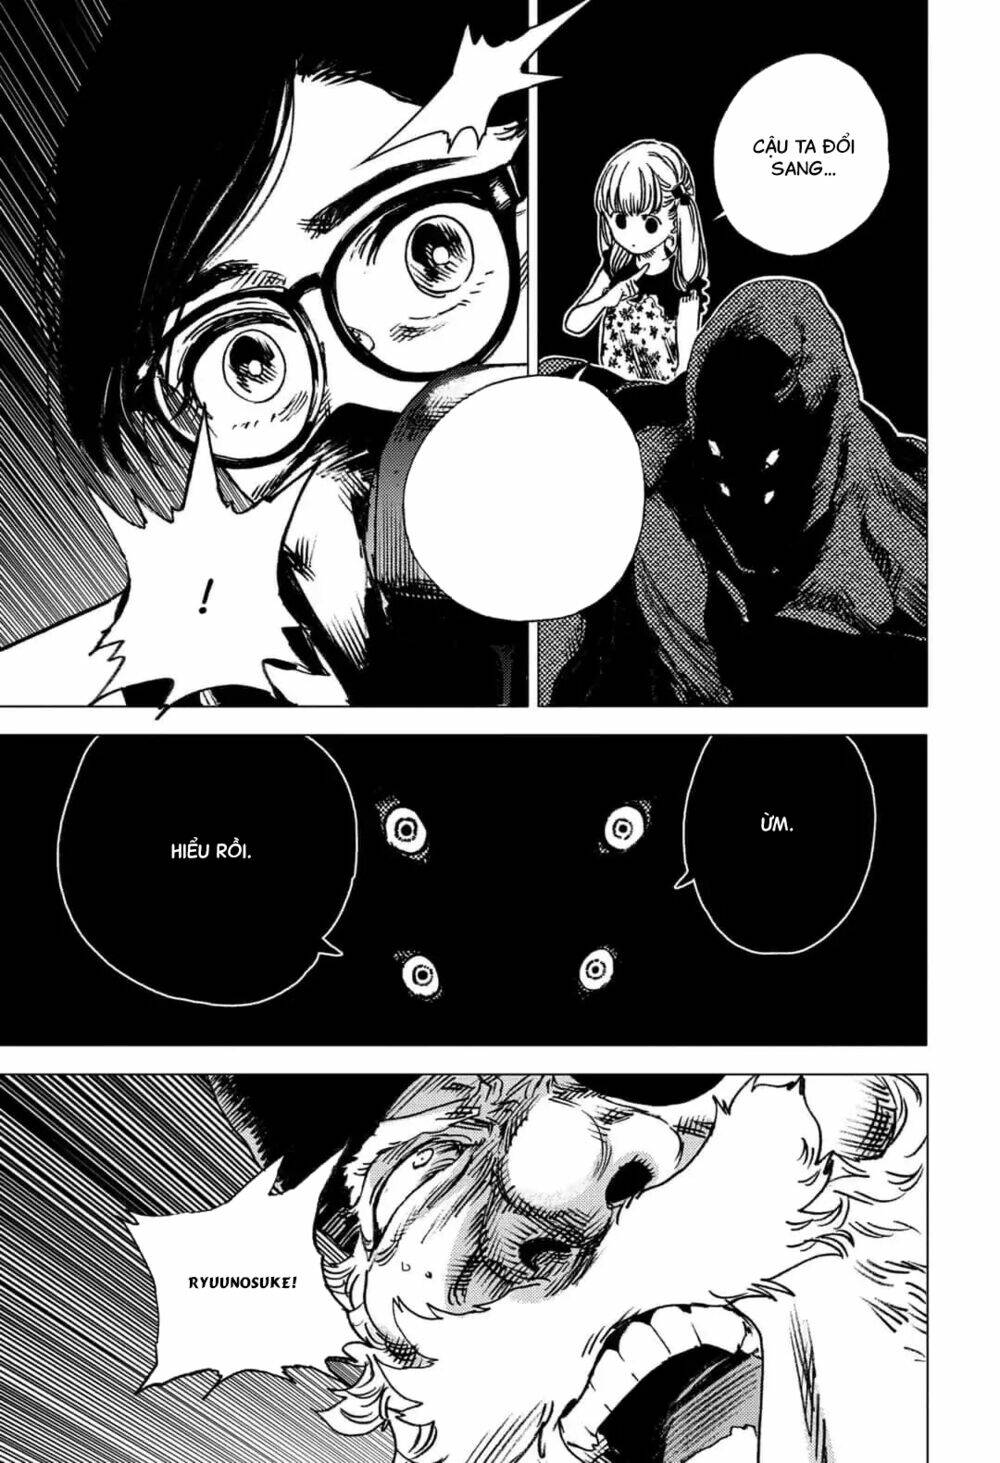 CẬU TA ĐỔI
SANG...
!
ỪM.
HIỂU RỒI.
RYUUNOSUKE!